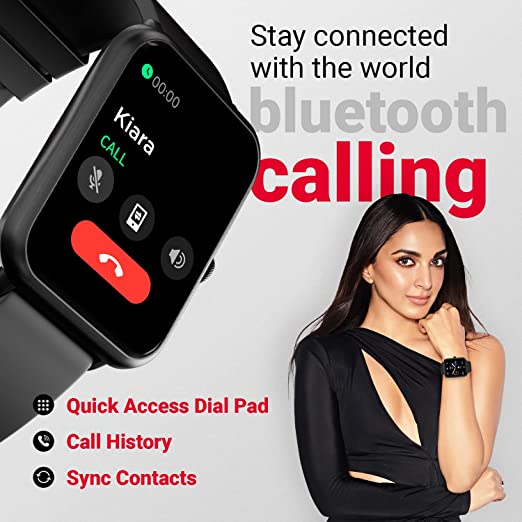 Stay connected
with the world
bluetooth
calling
00:00
Kiara
CALL
Quick Access Dial Pad
Call History
Sync Contacts